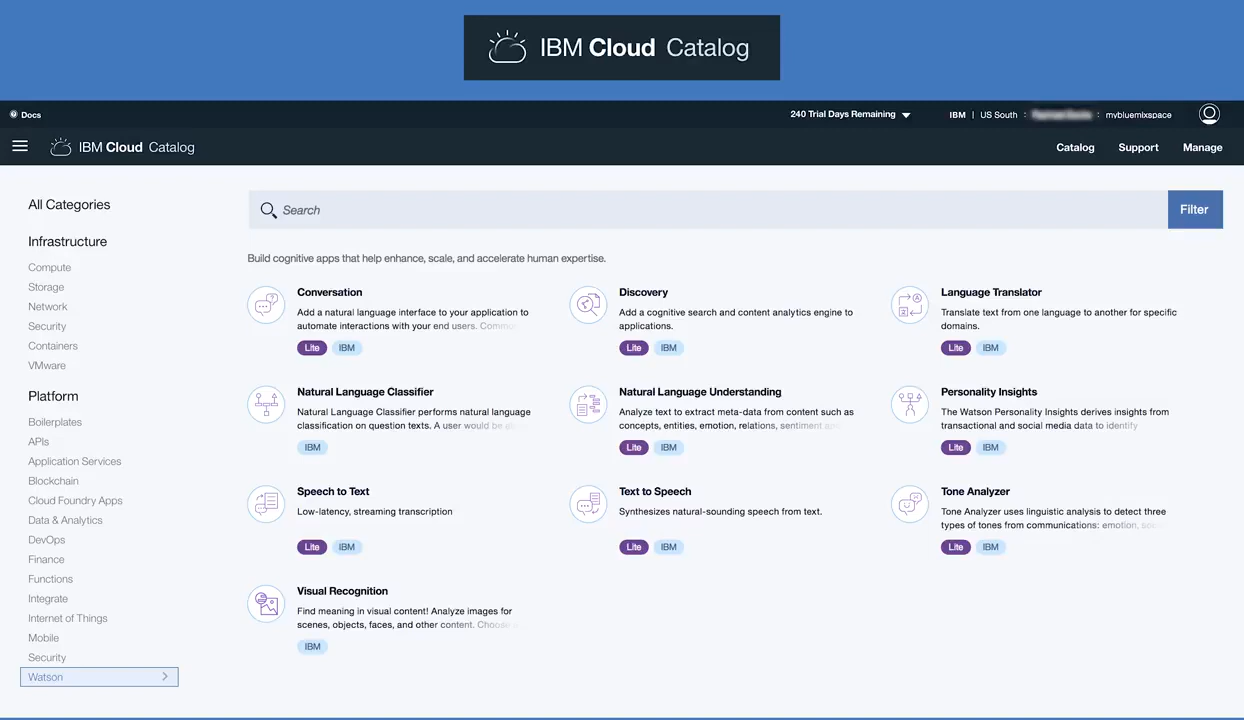 IBM Cloud Catalog
Docs
240 Trial Days Remaining
IBM | US South : : mybluemixspace
IBM Cloud Catalog
Catalog Support Manage
All Categories
Infrastructure
Compute
Storage
Network
Security
Containers
VMware
Platform
Boilerplates
APIs
Application Services
Blockchain
Cloud Foundry Apps
Data & Analytics
DevOps
Finance
Functions
Integrate
Internet of Things
Mobile
Security
Watson
Search
Filter
Build cognitive apps that help enhance, scale, and accelerate human expertise.
Conversation
Add a natural language interface to your application to
automate interactions with your end users.
Lite IBM
Discovery
Add a cognitive search and content analytics engine to
applications.
Lite IBM
Language Translator
Translate text from one language to another for specific
domains.
Lite IBM
Natural Language Classifier
Natural Language Classifier performs natural language
classification on question texts. A user would be
IBM
Natural Language Understanding
Analyze text to extract meta-data from content such as
concepts, entities, emotion, relations, sentiment and
Lite IBM
Personality Insights
The Watson Personality Insights derives insights from
transactional and social media data to identify
Lite IBM
Speech to Text
Low-latency, streaming transcription
Lite IBM
Text to Speech
Synthesizes natural-sounding speech from text.
Lite IBM
Tone Analyzer
Tone Analyzer uses linguistic analysis to detect three
types of tones from communications: emotion,
Lite IBM
Visual Recognition
Find meaning in visual content! Analyze images for
scenes, objects, faces, and other content. Choose
IBM